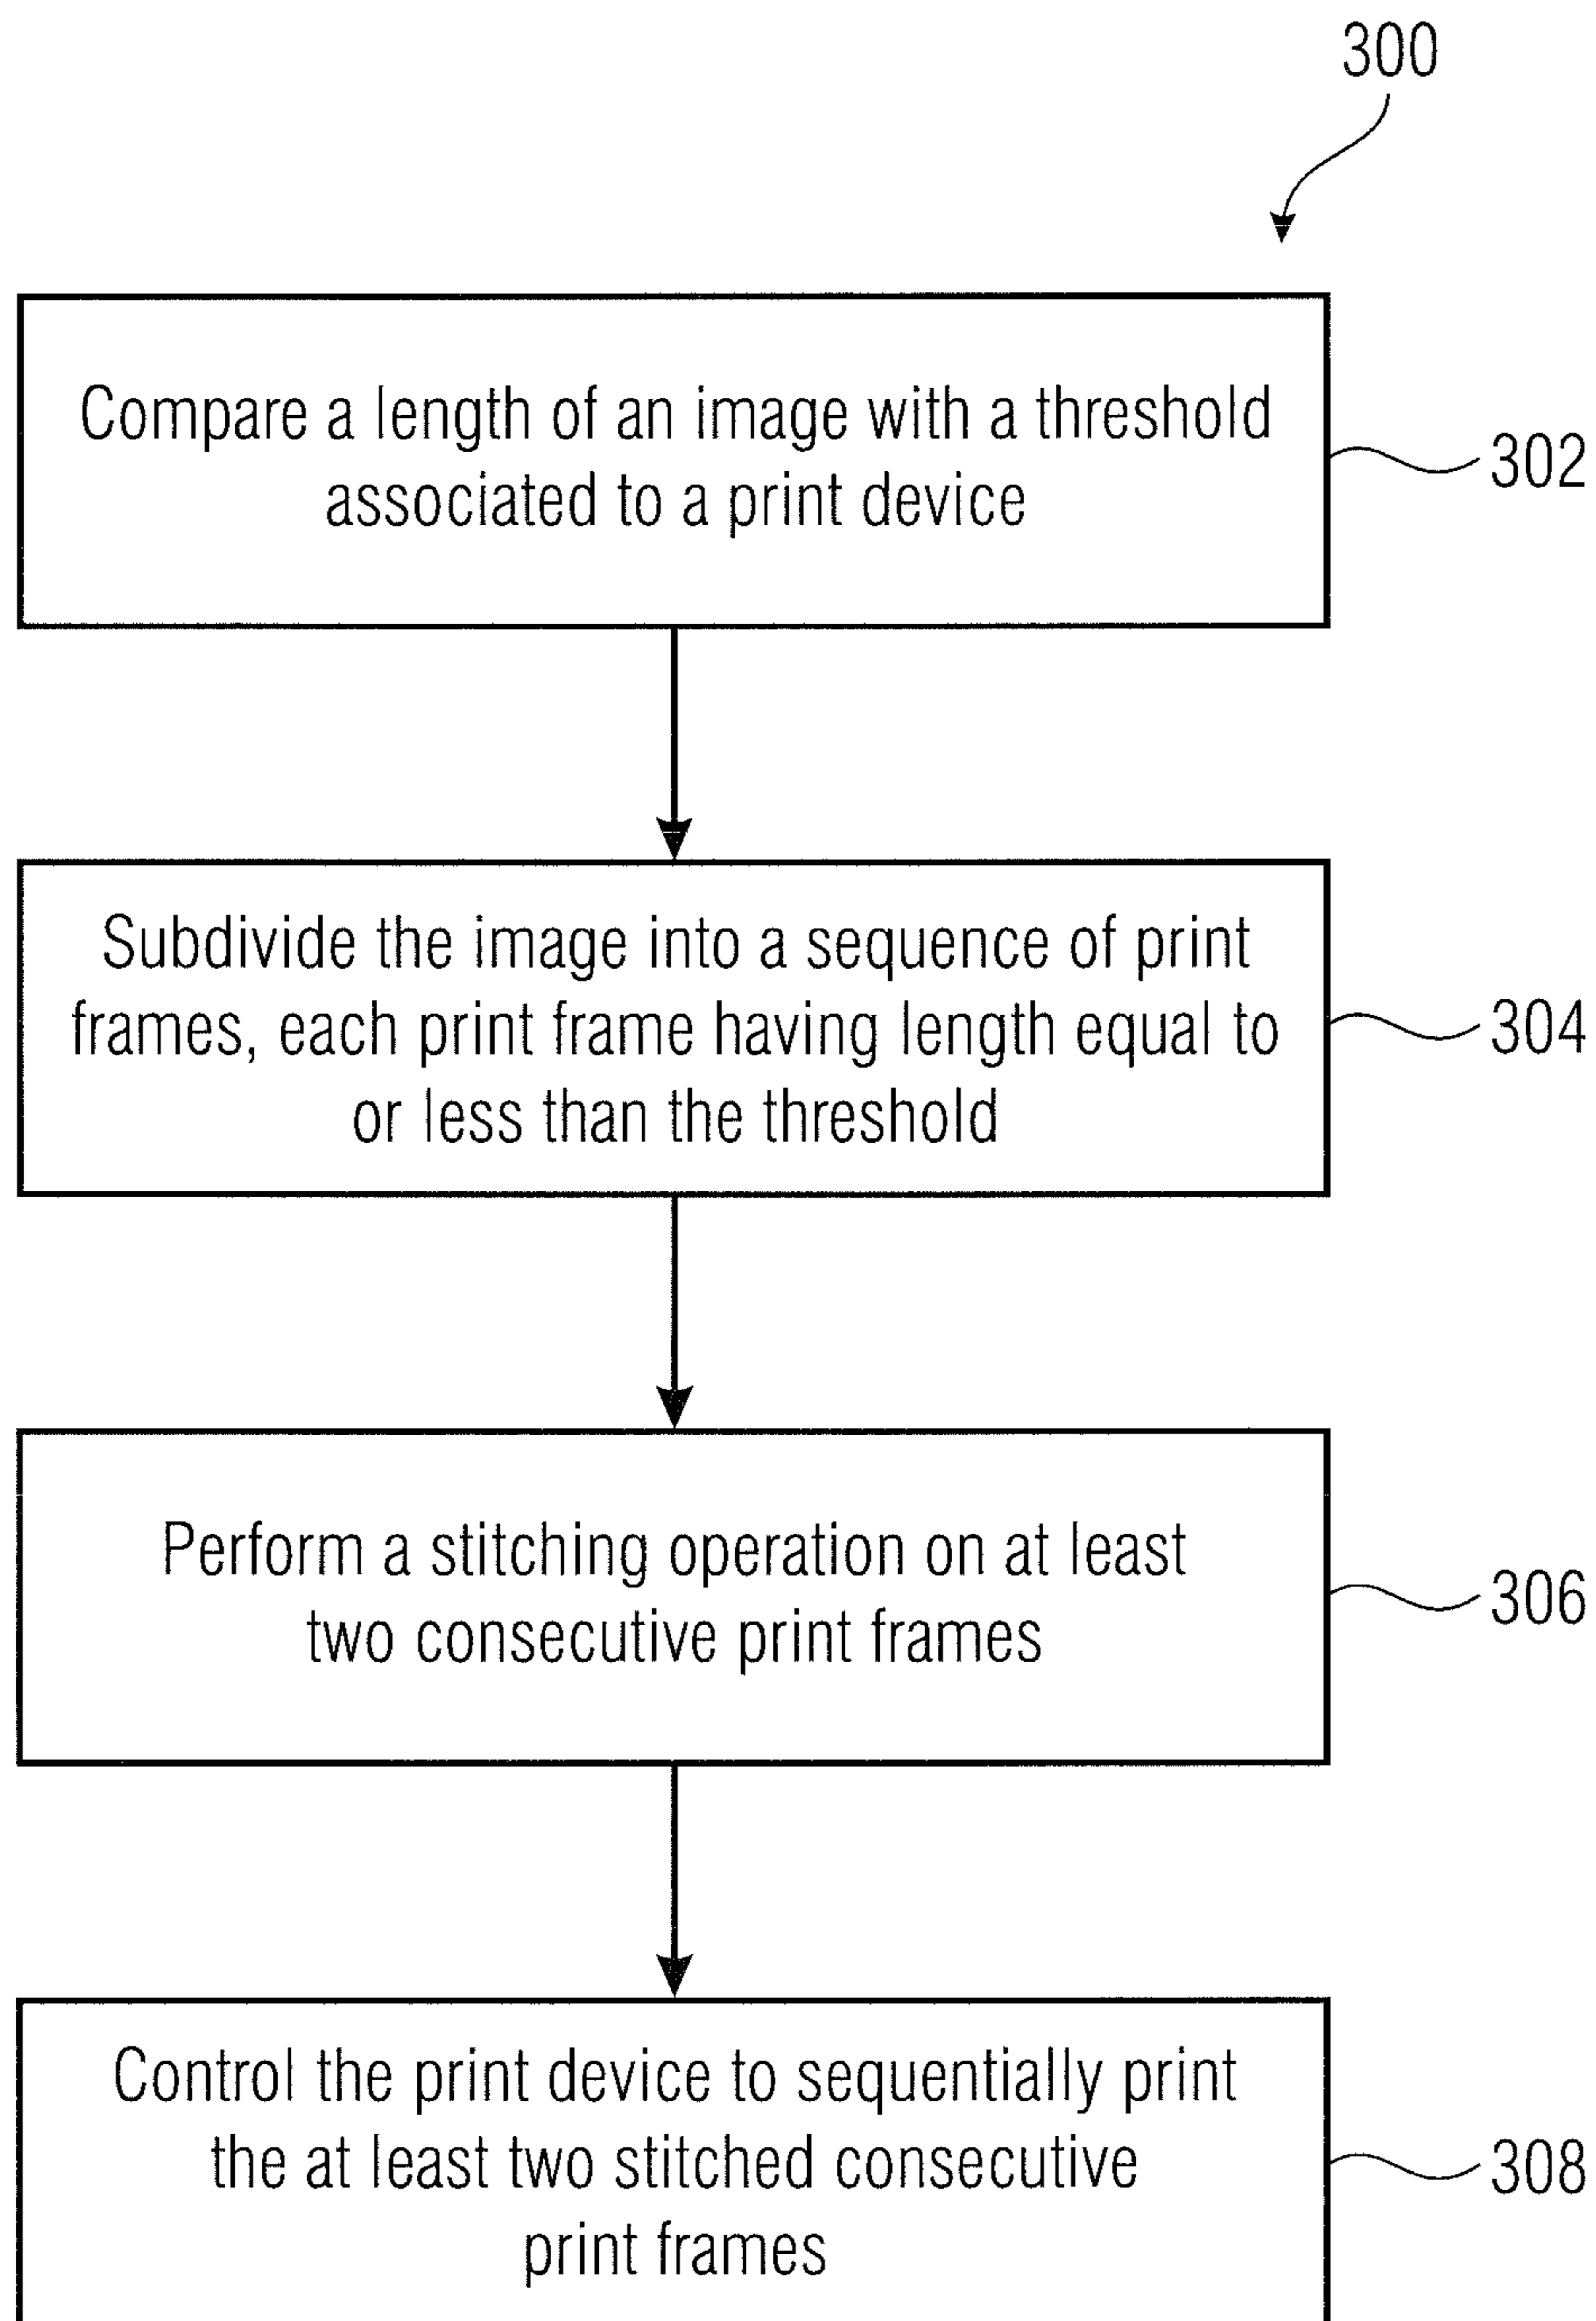 300
Compare a length of an image with a threshold
associated to a print device
302
Subdivide the image into a sequence of print
frames, each print frame having length equal to
or less than the threshold
304
Perform a stitching operation on at least
two consecutive print frames
306
Control the print device to sequentially print
the at least two stitched consecutive
print frames
308